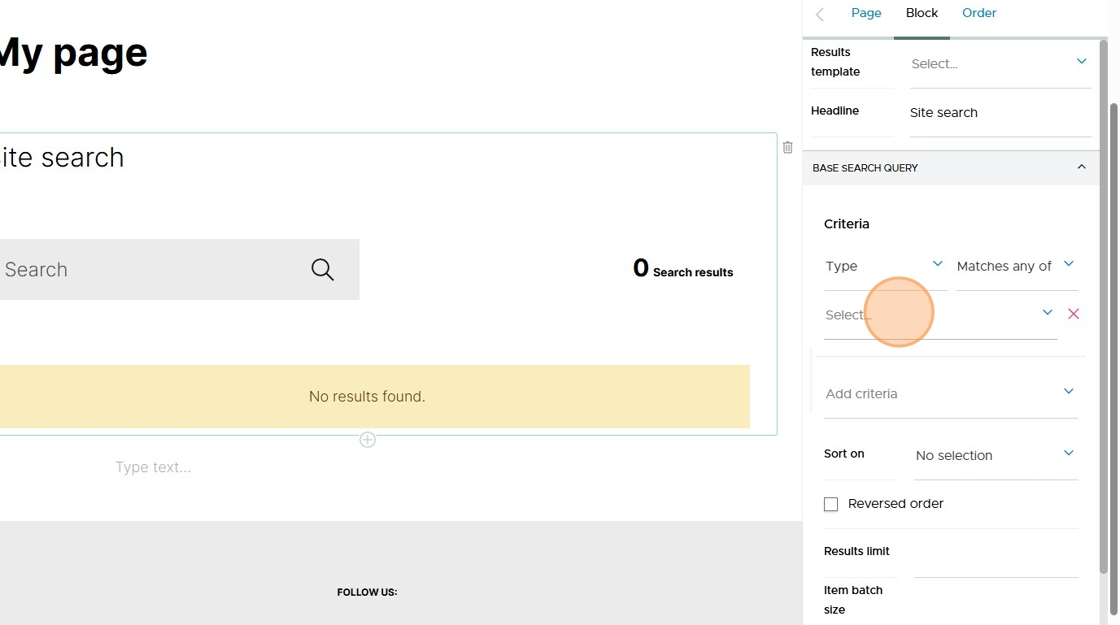 My page
ite search
Search
0 Search results
No results found.
Type text...
FOLLOW US:
Page Block Order
Results
template
Select...
Headline
Site search
BASE SEARCH QUERY
Criteria
Type
Matches any of
Select...
Add criteria
Sort on
No selection
Reversed order
Results limit
Item batch
size